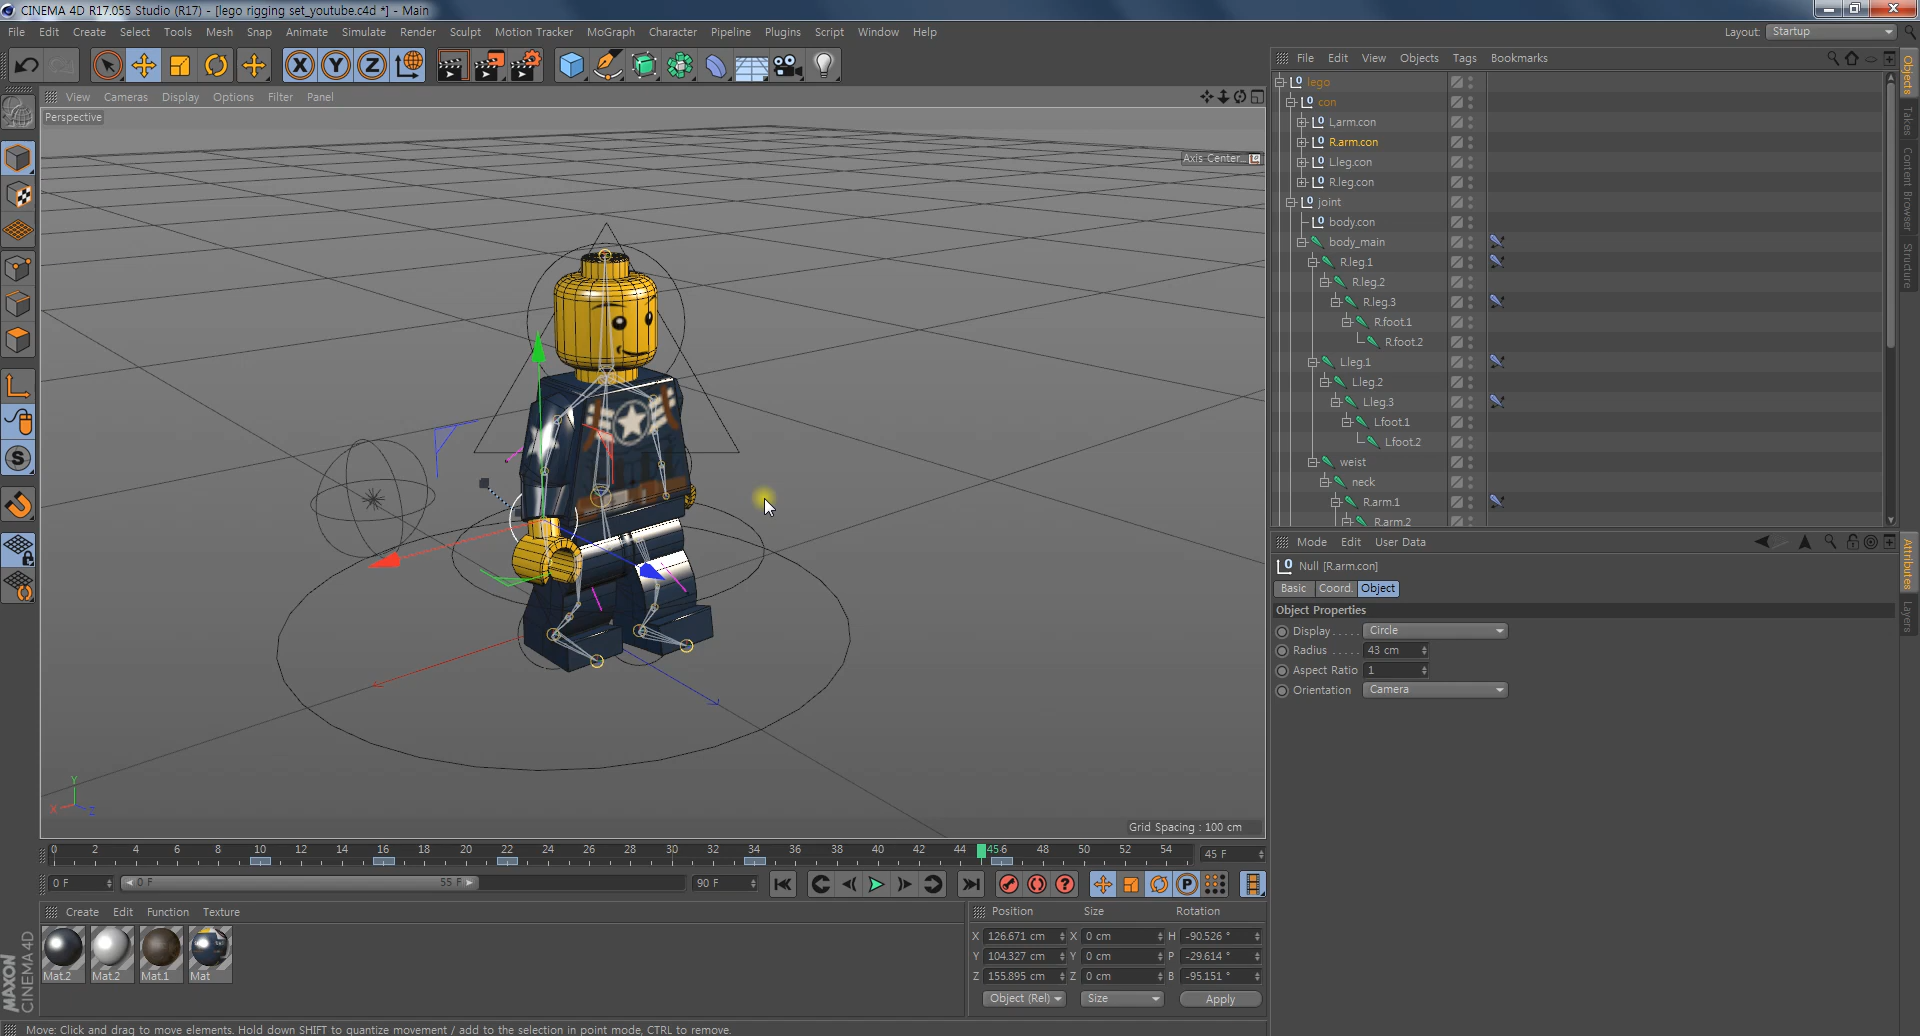 CINEMA 4D R17.055 Studio (R17) - [lego rigging set_youtube.c4d *] - Main
File Edit Create Select Tools Mesh Snap Animate Simulate Render Sculpt Motion Tracker MoGraph Character Pipeline Plugins Script Window Help
Layout: Startup
File Edit View Objects Tags Bookmarks
View Cameras Display Options Filter Panel
Perspective
Axis Center...
Grid Spacing : 100 cm
lego
con
L.arm.con
R.arm.con
L.leg.con
R.leg.con
joint
body.con
body_main
R.leg.1
R.leg.2
R.leg.3
R.foot.1
R.foot.2
L.leg.1
L.leg.2
L.leg.3
L.foot.1
L.foot.2
weist
neck
R.arm.1
R.arm.2
Objects
Takes
Content Browser
Structure
Mode Edit User Data
Null [R.arm.con]
Basic Coord. Object
Object Properties
Display..... Circle
Radius ..... 43 cm
Aspect Ratio 1
Orientation Camera
Attributes
Layers
0 2 4 6 8 10 12 14 16 18 20 22 24 26 28 30 32 34 36 38 40 42 44 456 48 50 52 54
45 F
0 F 0 F 55 F 90 F
Create Edit Function Texture
Mat.2 Mat.2 Mat.1 Mat
Position Size Rotation
X 126.671 cm X 0 cm H -90.526 °
Y 104.327 cm Y 0 cm P -29.614 °
Z 155.895 cm Z 0 cm B -95.151 °
Object (Rel) Size Apply
MAXON
CINEMA 4D
Move: Click and drag to move elements. Hold down SHIFT to quantize movement / add to the selection in point mode, CTRL to remove.
X Y Z